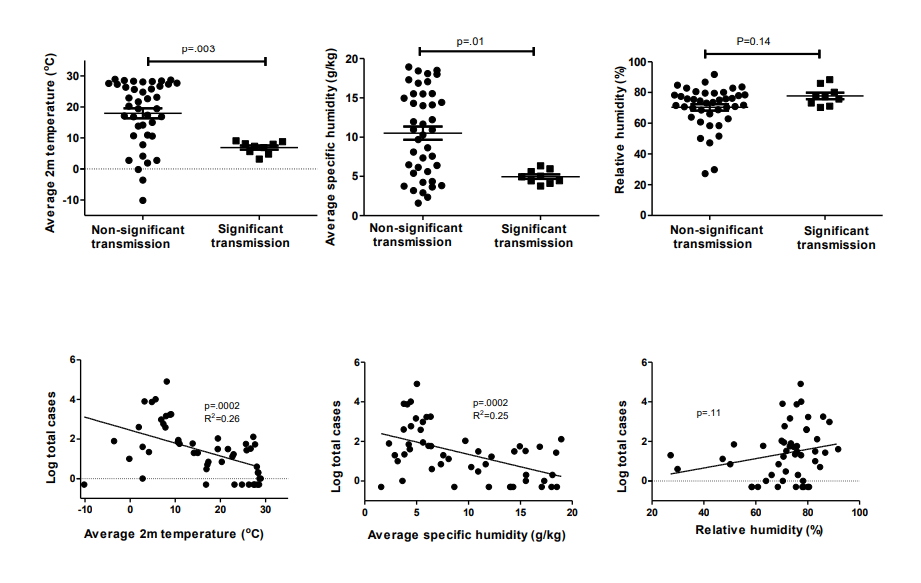 p=.003
Average 2m temperature (°C)
30
20
10
0
-10
Non-significant
transmission
Significant
transmission
p=.01
Average specific humidity (g/kg)
20
15
10
5
0
Non-significant
transmission
Significant
transmission
P=0.14
Relative humidity (%)
100
80
60
40
20
0
Non-significant
transmission
Significant
transmission
Log total cases
6
4
2
0
p=.0002
R²=0.26
-10 0 10 20 30
Average 2m temperature (°C)
Log total cases
6
4
2
0
p=.0002
R²=0.25
0 5 10 15 20
Average specific humidity (g/kg)
Log total cases
6
4
2
0
p=.11
20 40 60 80 100
Relative humidity (%)